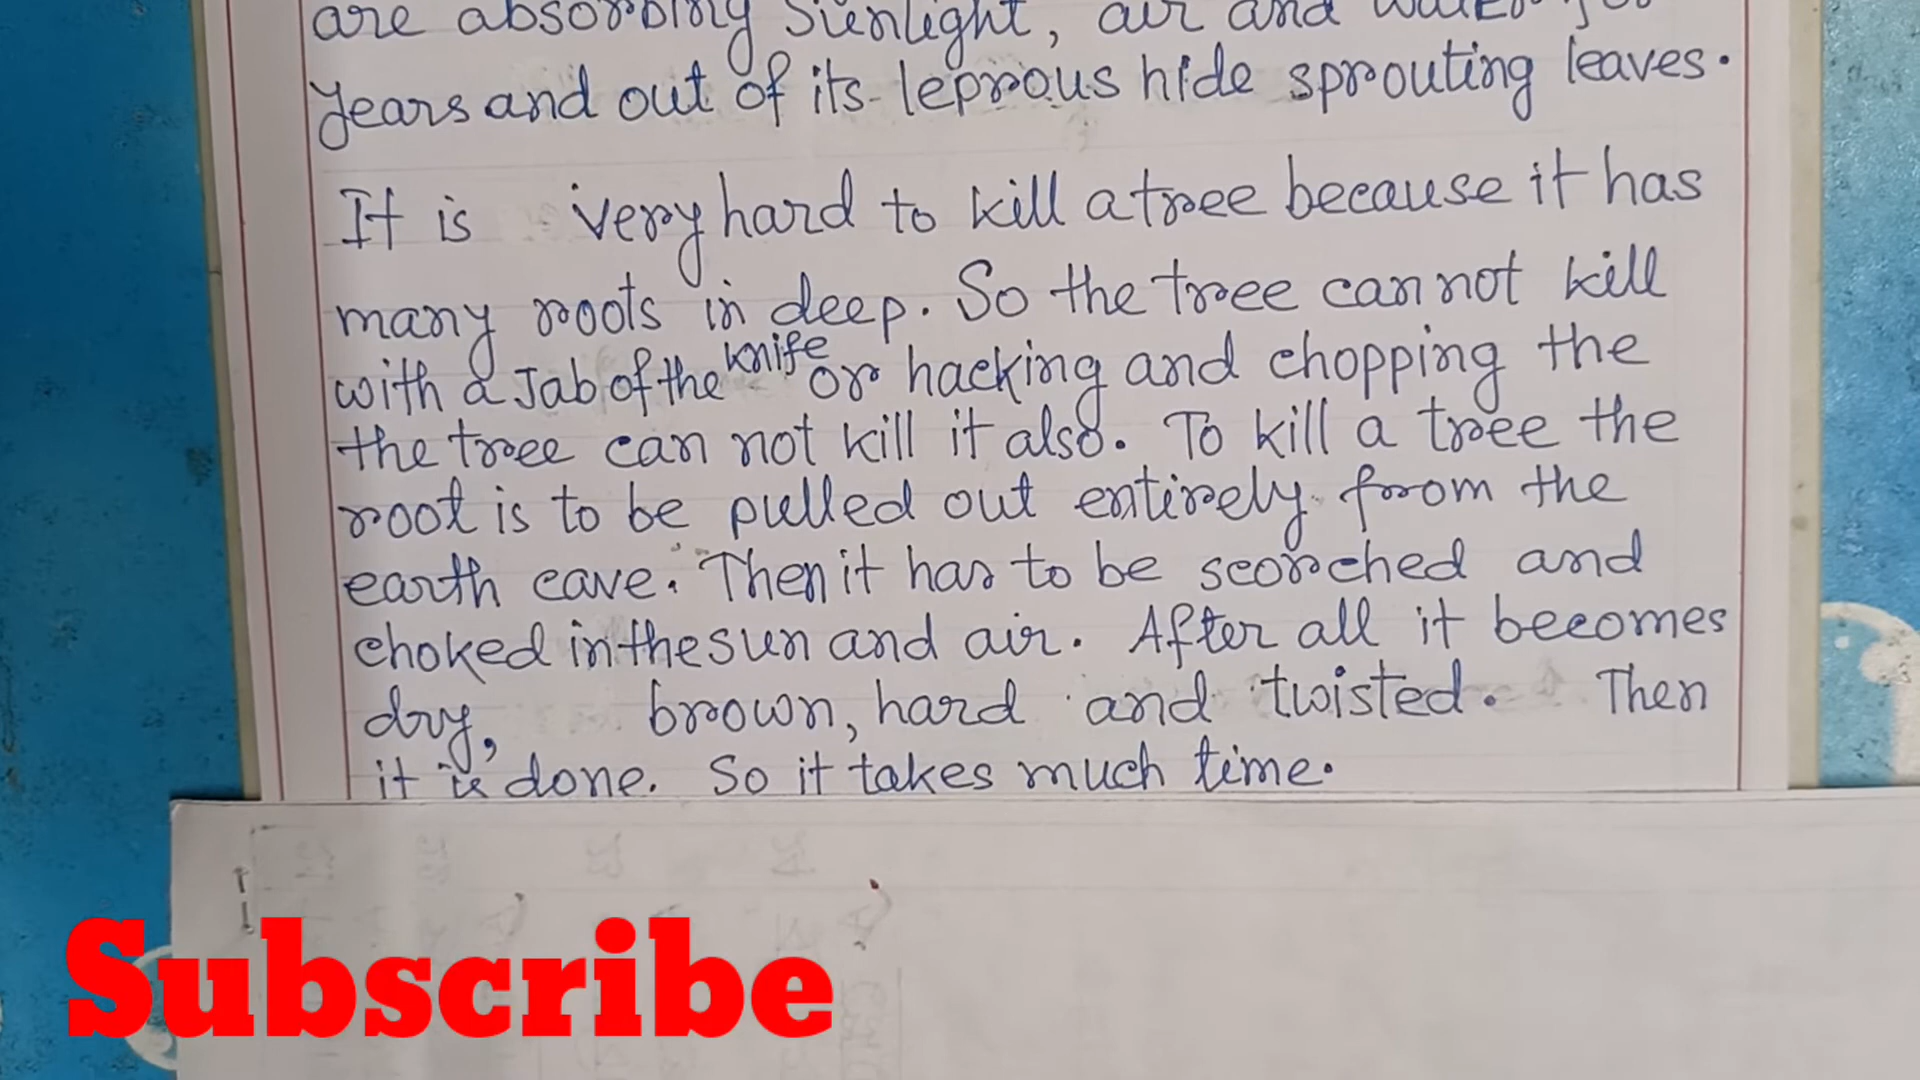 are absorbing sunlight, air and water for
years and out of its leprous hide sprouting leaves.
It is very hard to kill a tree because it has
many roots in deep. So the tree can not kill
with a Jab of the knife or hacking and chopping the
the tree can not kill it also. To kill a tree the
root is to be pulled out entirely from the
earth cave. Then it has to be scorched and
choked in the sun and air. After all it becomes
dry, brown, hard and twisted. Then
it is done. So it takes much time.
Subscribe